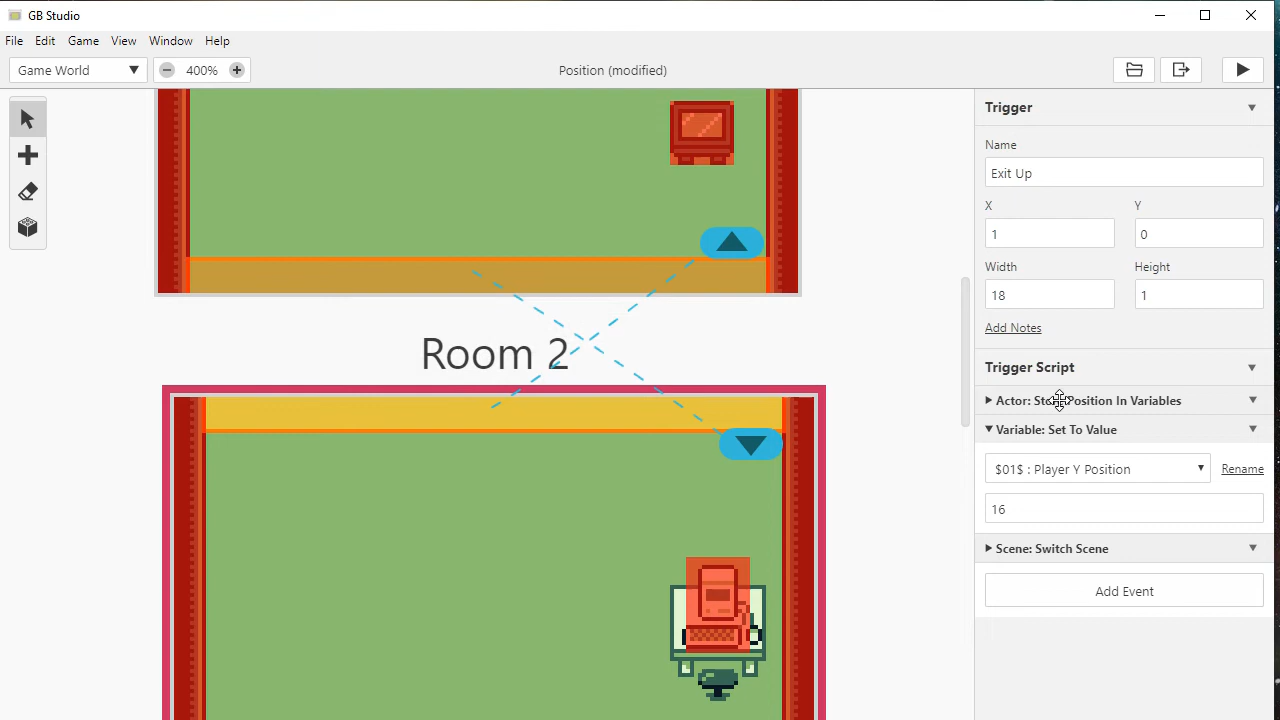 GB Studio
File Edit Game View Window Help
Game World
400%
Position (modified)
Trigger
Name
Exit Up
X Y
1 0
Width Height
18 1
Add Notes
Room 2
Trigger Script
Actor: Store Position In Variables
Variable: Set To Value
$01$ : Player Y Position Rename
16
Scene: Switch Scene
Add Event